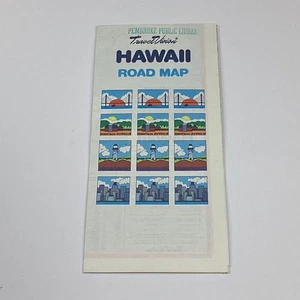 PEMBROKE PUBLIC LIBRARY
TravelVision
HAWAII
ROAD MAP